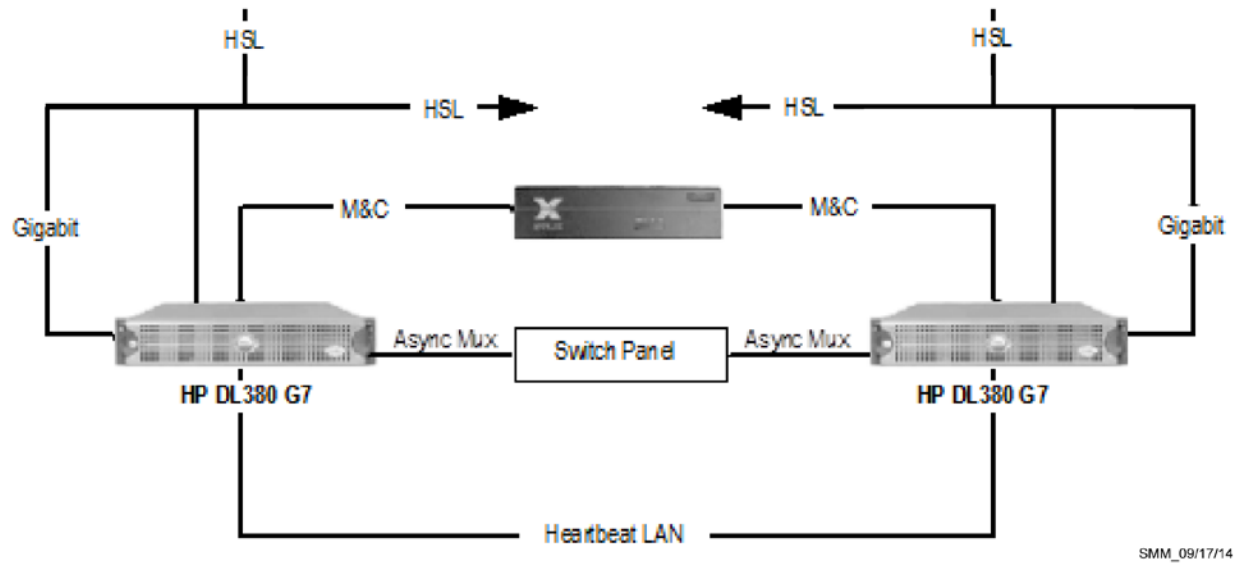 HSL
HSL
HSL
HSL
M&C
M&C
Gigabit
Gigabit
X
Async Mux
Switch Panel
Async Mux
HP DL380 G7
HP DL380 G7
Heartbeat LAN
SMM_09/17/14